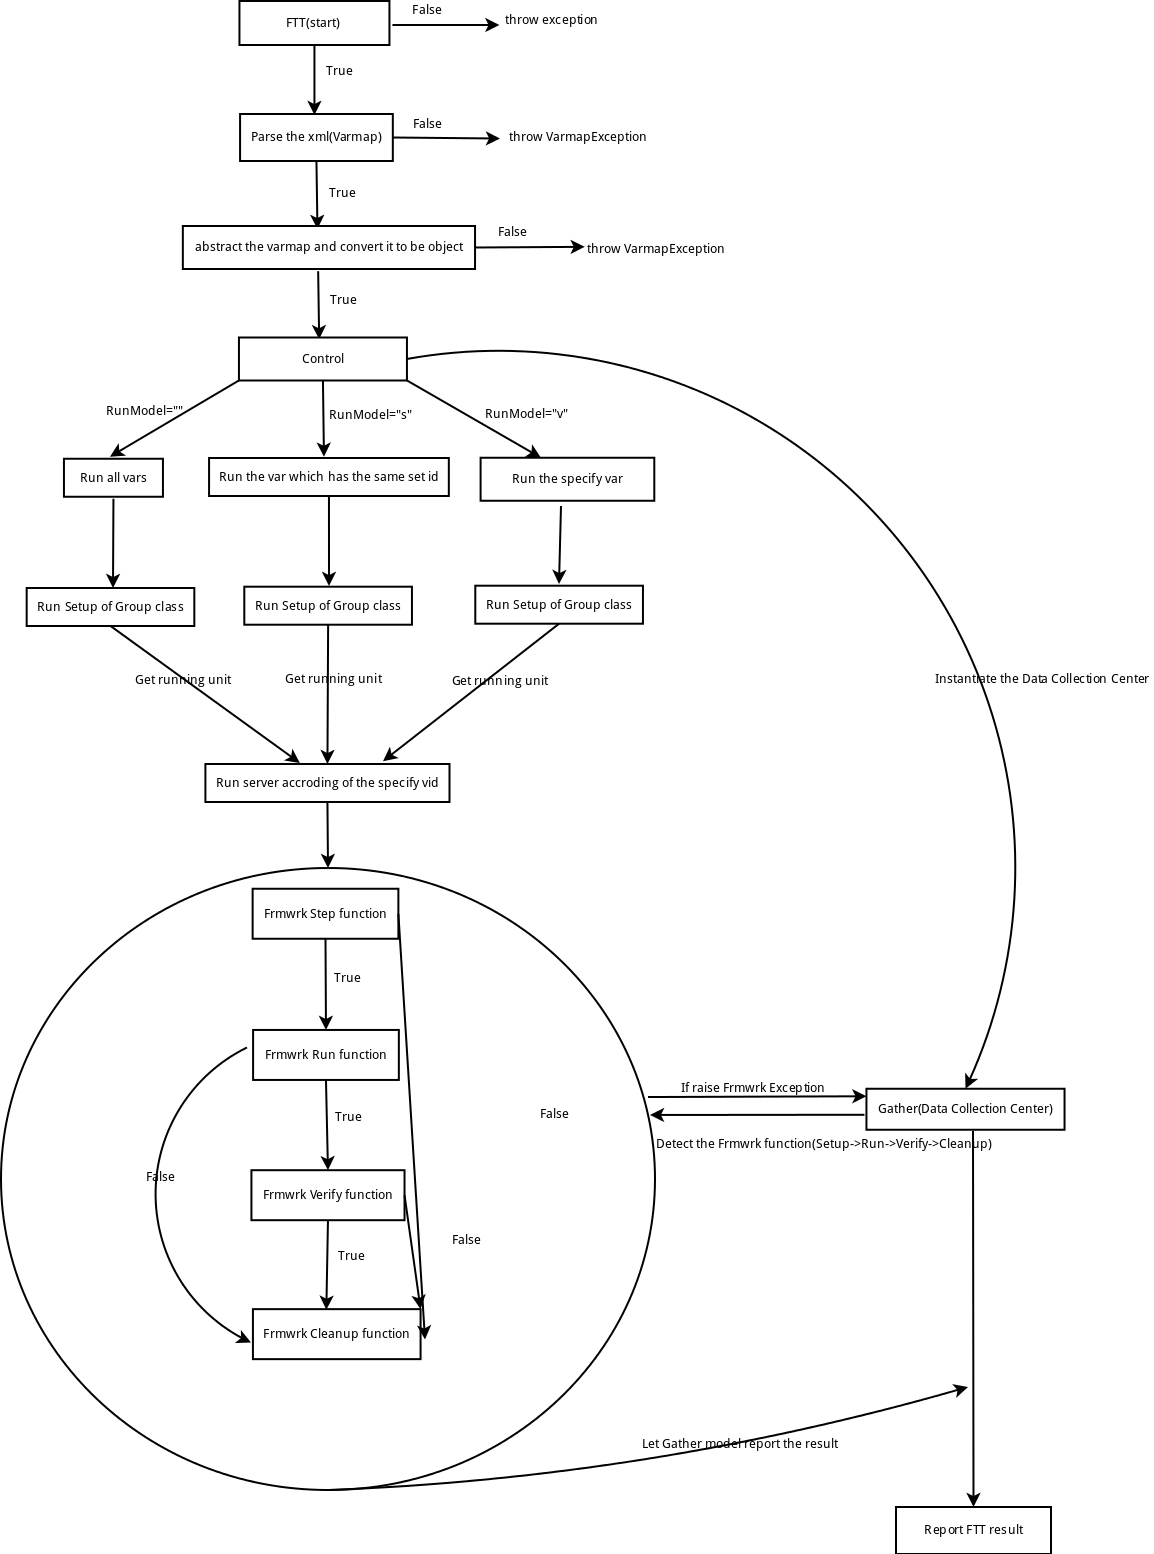 FTT(start)
False
throw exception
True
Parse the xml(Varmap)
False
throw VarmapException
True
abstract the varmap and convert it to be object
False
throw VarmapException
True
Control
RunModel=""
RunModel="s"
RunModel="v"
Run all vars
Run the var which has the same set id
Run the specify var
Run Setup of Group class
Run Setup of Group class
Run Setup of Group class
Get running unit
Get running unit
Get running unit
Instantiate the Data Collection Center
Run server accroding of the specify vid
Frmwrk Step function
True
Frmwrk Run function
True
False
False
If raise Frmwrk Exception
Gather(Data Collection Center)
Detect the Frmwrk function(Setup->Run->Verify->Cleanup)
Frmwrk Verify function
False
True
Frmwrk Cleanup function
Let Gather model report the result
Report FTT result